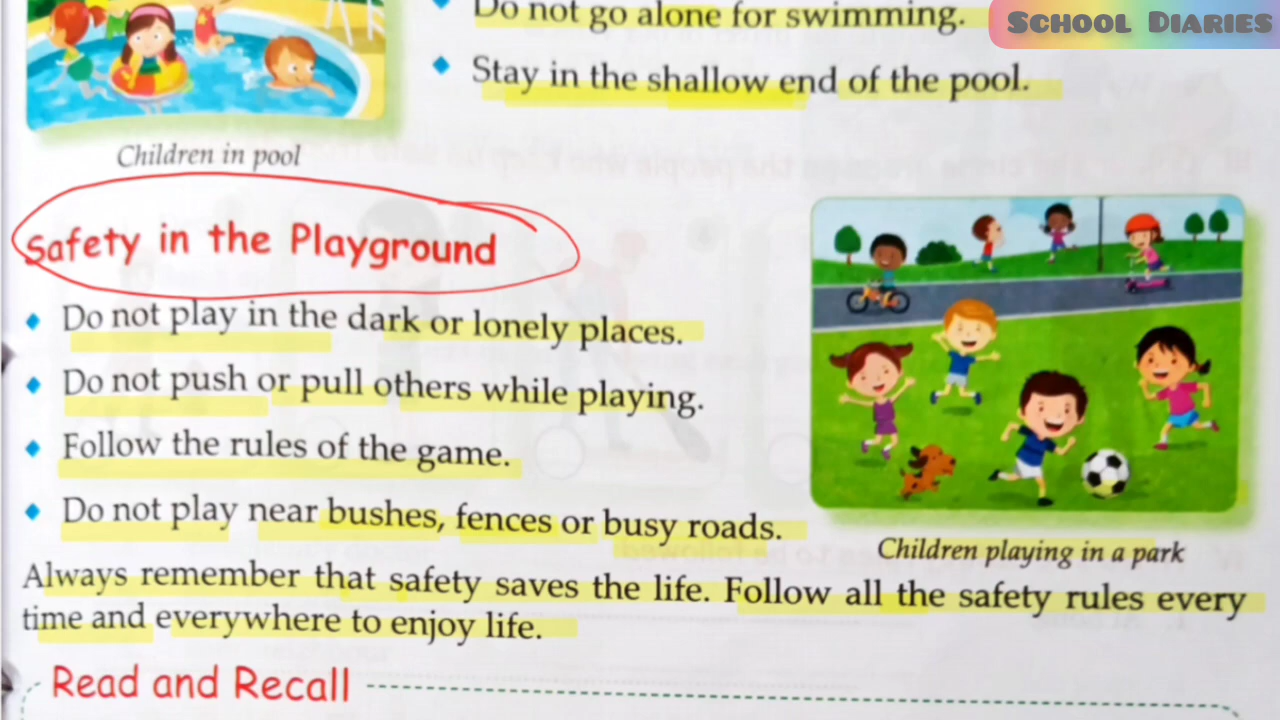 Do not go alone for swimming.
School Diaries
Stay in the shallow end of the pool.
Children in pool
Safety in the Playground
Do not play in the dark or lonely places.
Do not push or pull others while playing.
Follow the rules of the game.
Do not play near bushes, fences or busy roads.
Children playing in a park
Always remember that safety saves the life. Follow all the safety rules every
time and everywhere to enjoy life.
Read and Recall